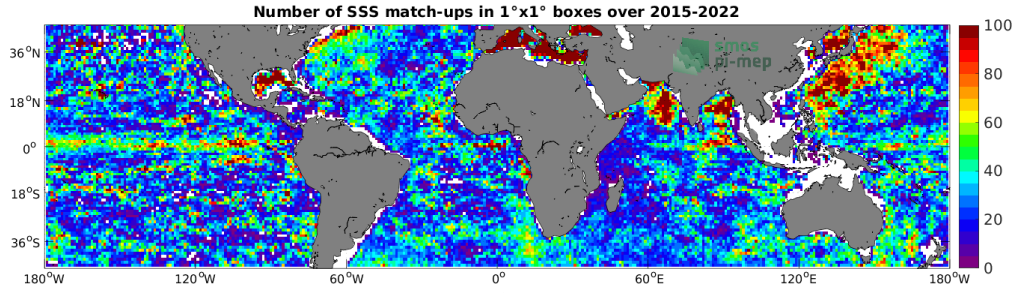 Number of SSS match-ups in 1°x1° boxes over 2015-2022
smos
pi-mep
36°N
18°N
0°
18°S
36°S
180°W
120°W
60°W
0°
60°E
120°E
180°W
100
80
60
40
20
0